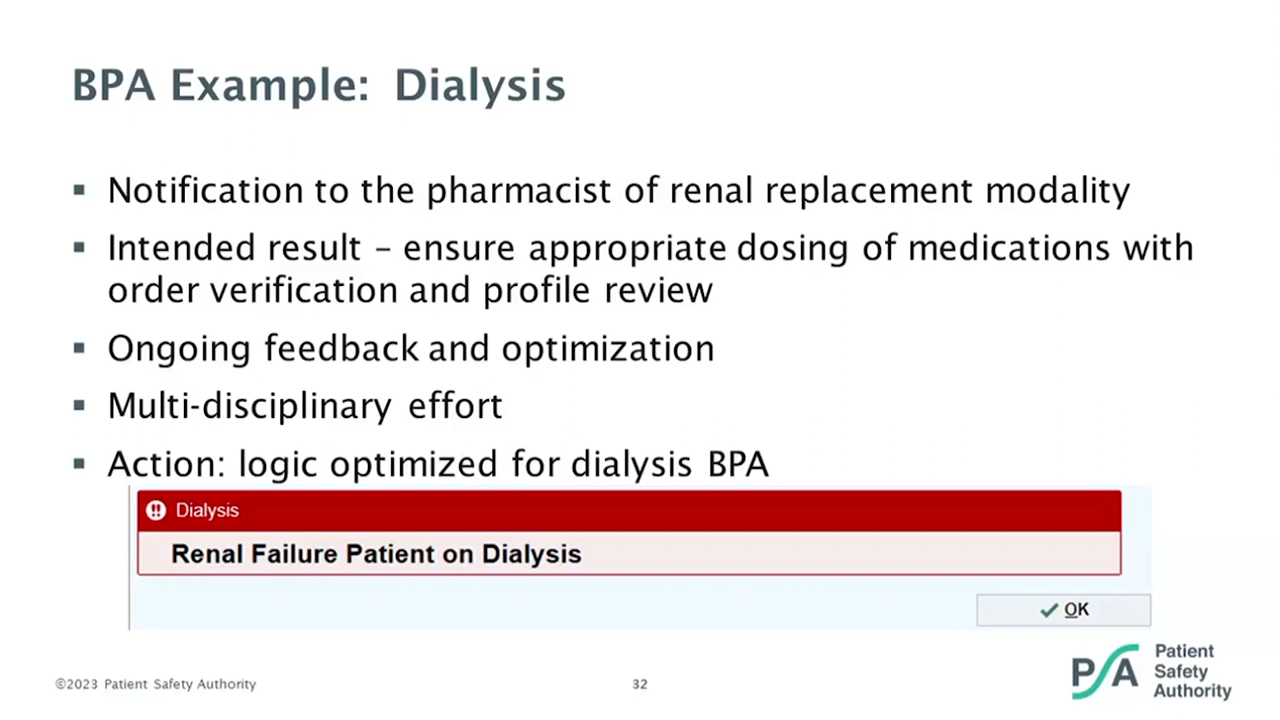 BPA Example: Dialysis
▪ Notification to the pharmacist of renal replacement modality
▪ Intended result – ensure appropriate dosing of medications with
order verification and profile review
▪ Ongoing feedback and optimization
▪ Multi-disciplinary effort
▪ Action: logic optimized for dialysis BPA
Dialysis
Renal Failure Patient on Dialysis
OK
©2023 Patient Safety Authority
32
PSA
Patient
Safety
Authority